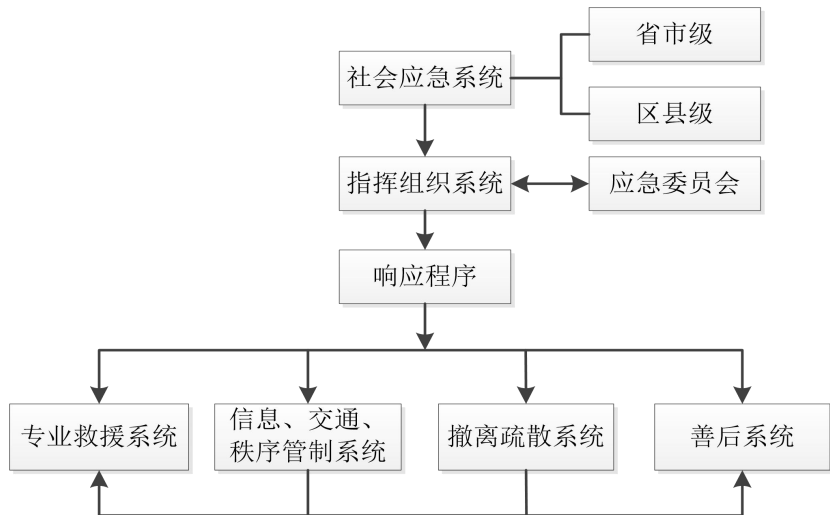 省市级
社会应急系统
区县级
指挥组织系统
应急委员会
响应程序
专业救援系统
信息、交通、
秩序管制系统
撤离疏散系统
善后系统